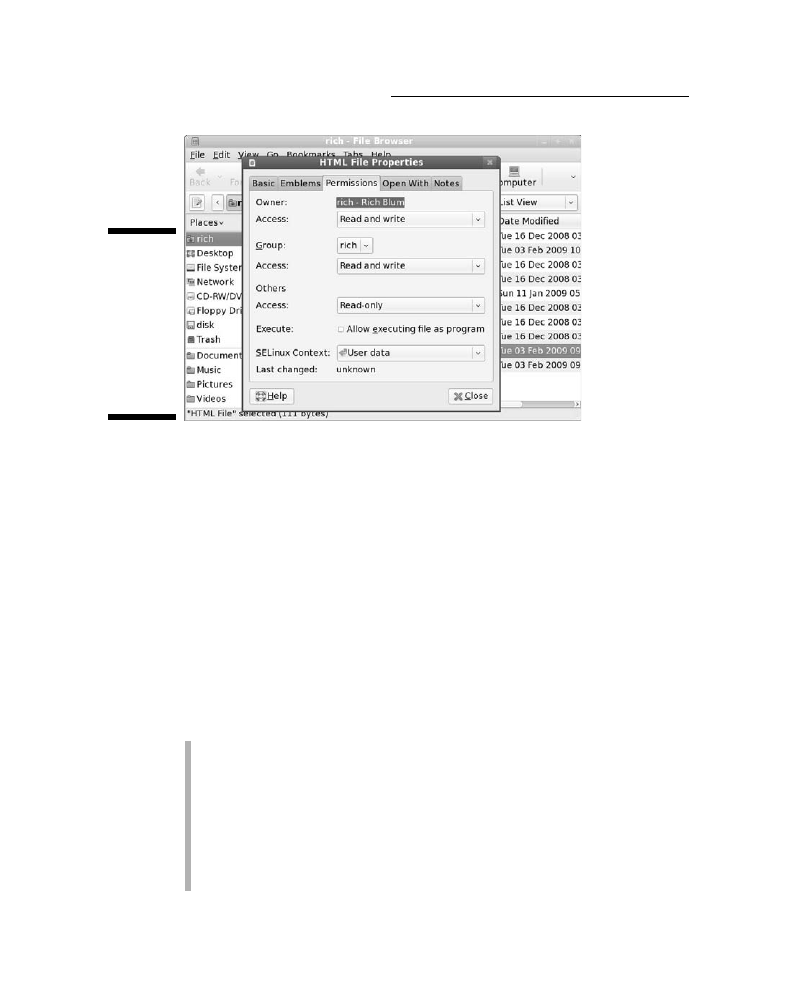 rich - File Browser
File Edit View Go Bookmarks Tabs Help
HTML File Properties
Back
Basic Emblems Permissions Open With Notes
omputer
Owner: rich - Rich Blum
Access: Read and write
Group: rich
Access: Read and write
Others
Access: Read-only
Execute: Allow executing file as program
SELinux Context: User data
Last changed: unknown
Help Close
List View
Places
Date Modified
rich
Desktop
File System
Network
CD-RW/DV
Floppy Dri
disk
Trash
Document
Music
Pictures
Videos
Tue 16 Dec 2008 03
Tue 03 Feb 2009 10
Tue 16 Dec 2008 03
Tue 16 Dec 2008 03
Sun 11 Jan 2009 05
Tue 16 Dec 2008 03
Tue 16 Dec 2008 03
Tue 16 Dec 2008 03
Tue 03 Feb 2009 09
Tue 03 Feb 2009 09
"HTML File" selected (111 bytes)